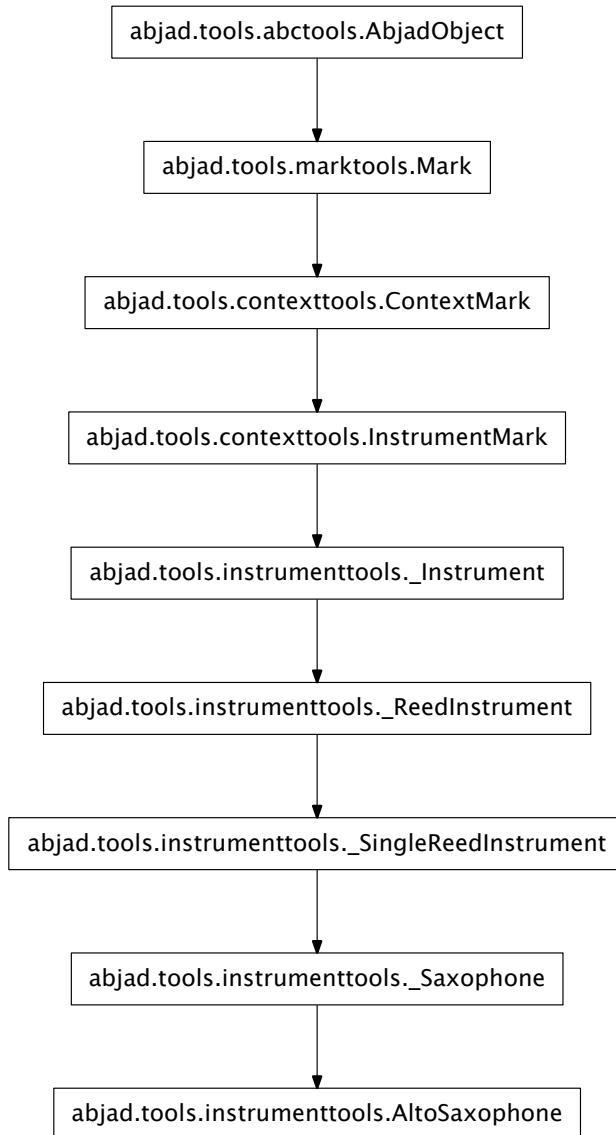 abjad.tools.abctools.AbjadObject
abjad.tools.marktools.Mark
abjad.tools.contexttools.ContextMark
abjad.tools.contexttools.InstrumentMark
abjad.tools.instrumenttools._Instrument
abjad.tools.instrumenttools._ReedInstrument
abjad.tools.instrumenttools._SingleReedInstrument
abjad.tools.instrumenttools._Saxophone
abjad.tools.instrumenttools.AltoSaxophone